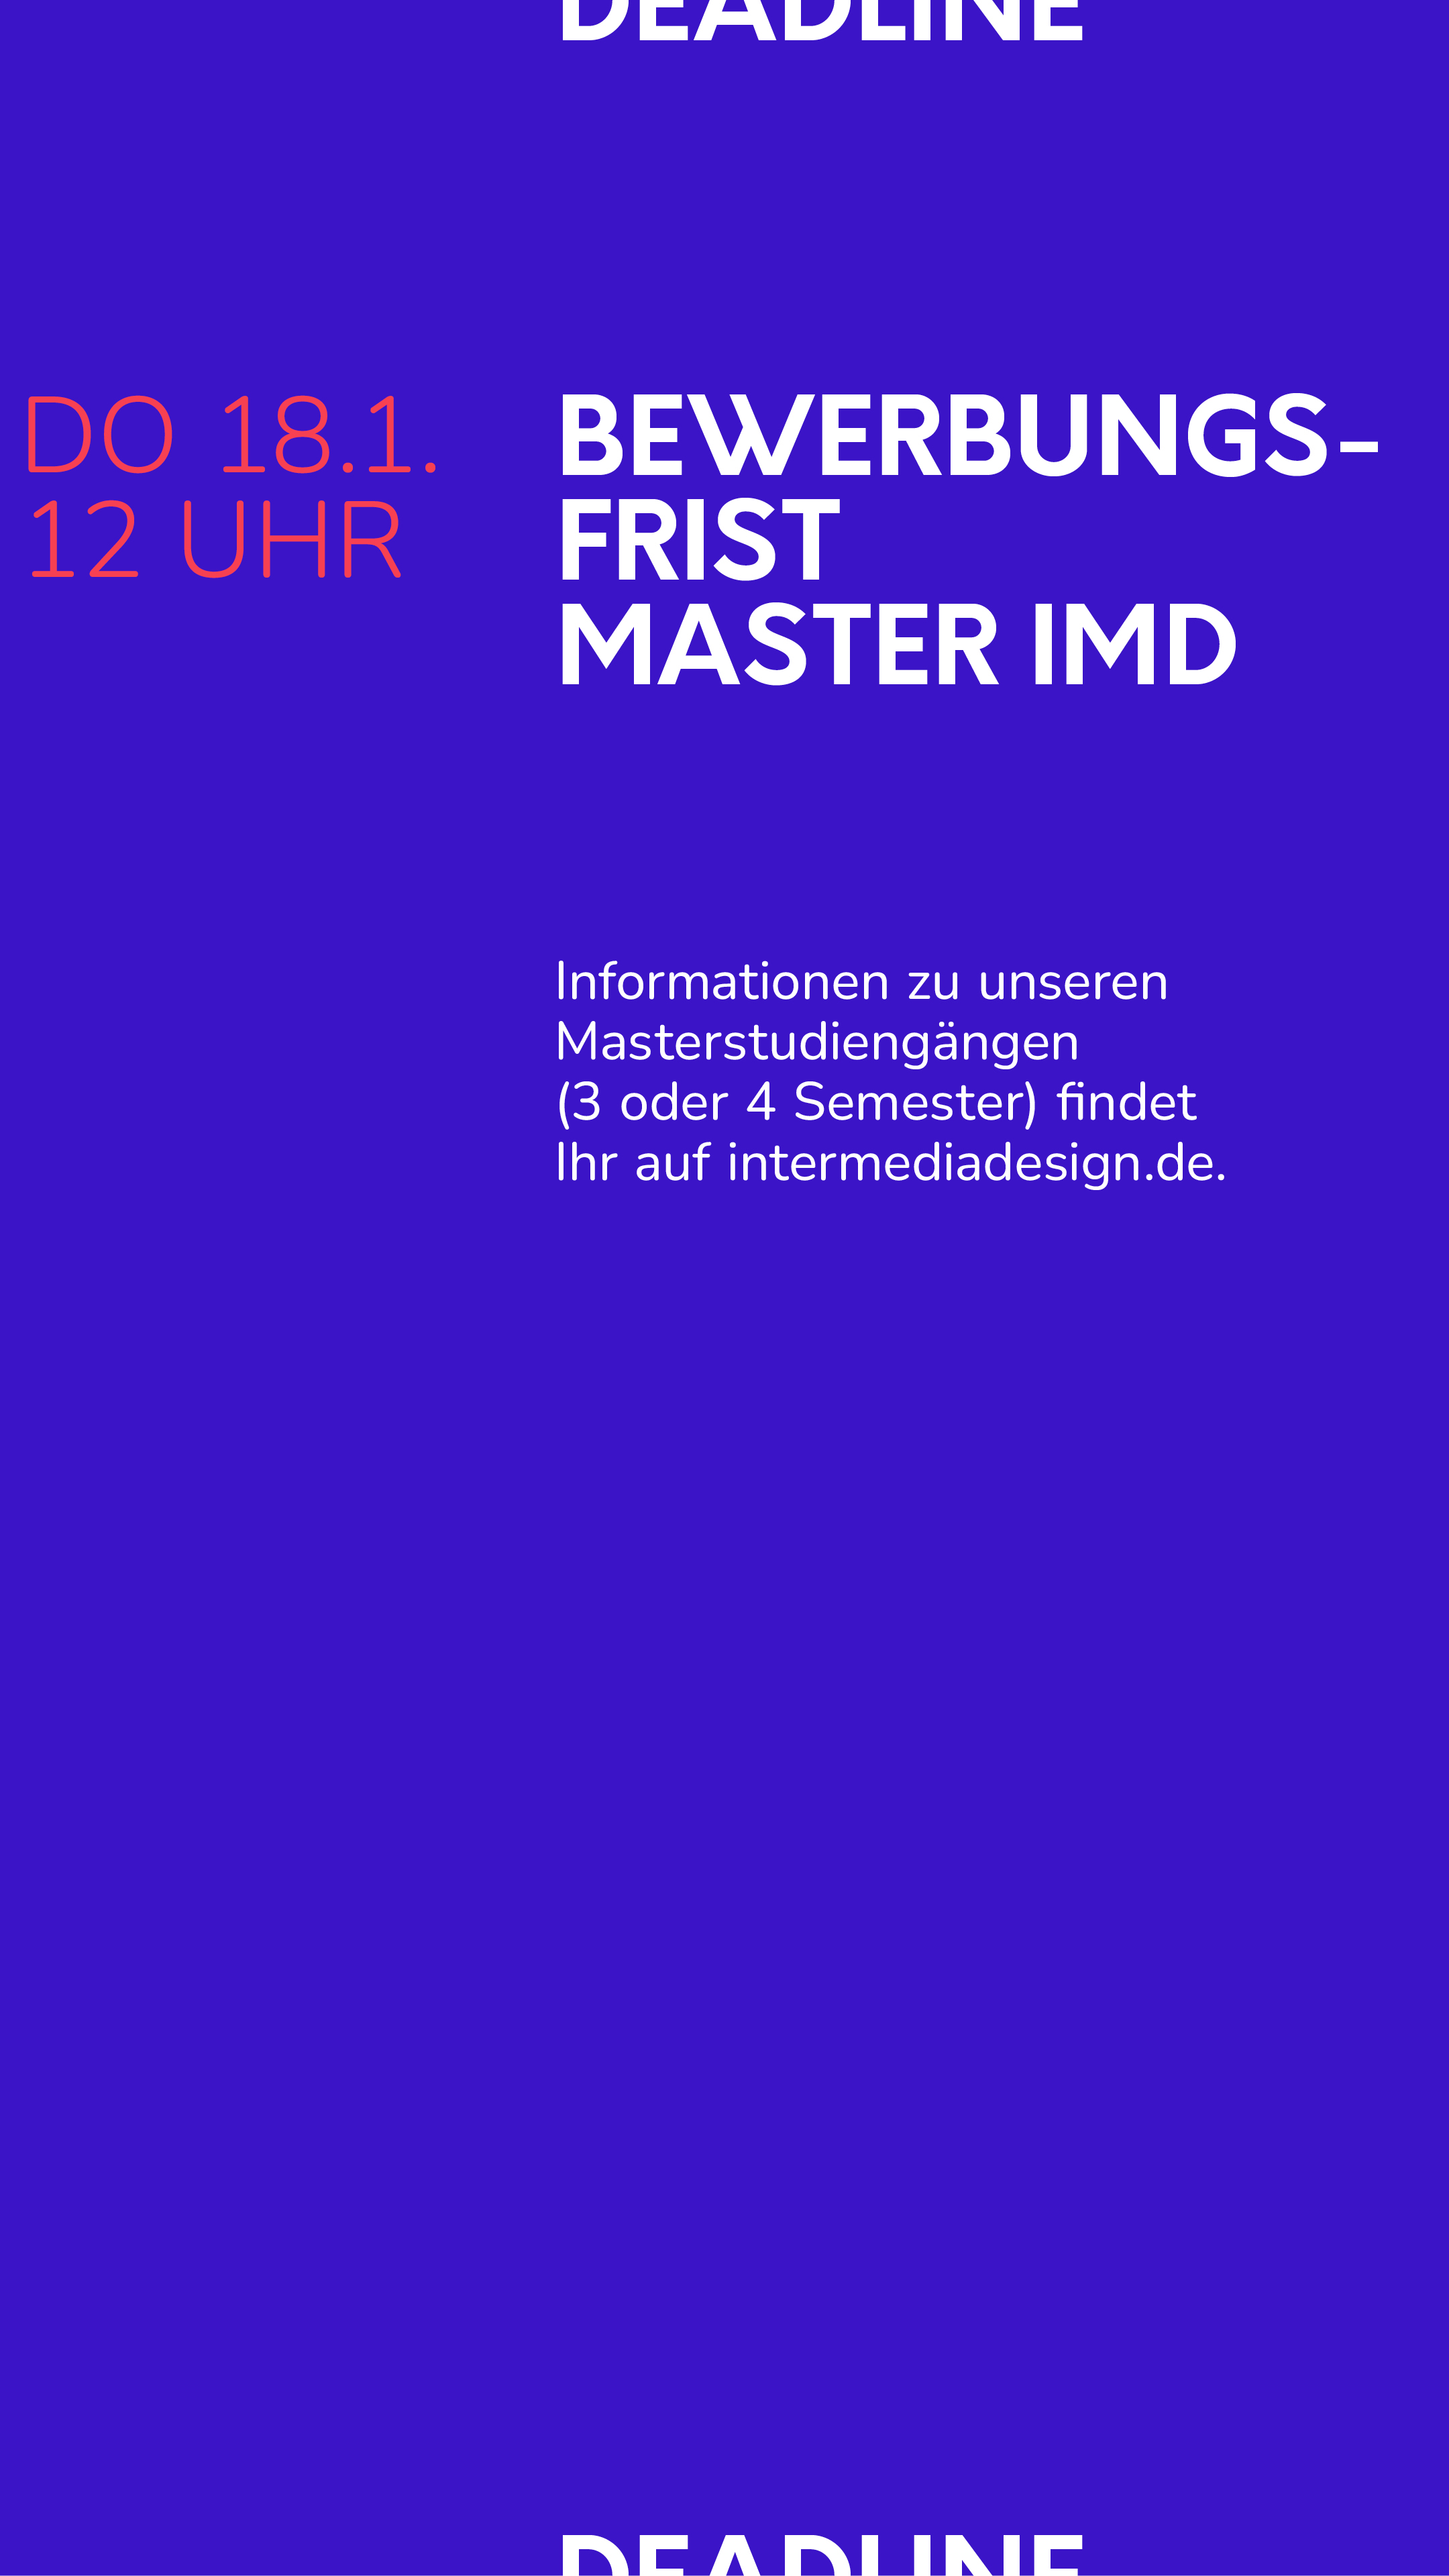 DEADLINE
DO 18.1.
12 UHR
BEWERBUNGS-
FRIST
MASTER IMD
Informationen zu unseren
Masterstudiengängen
(3 oder 4 Semester) findet
Ihr auf intermediadesign.de.
DEADLINE